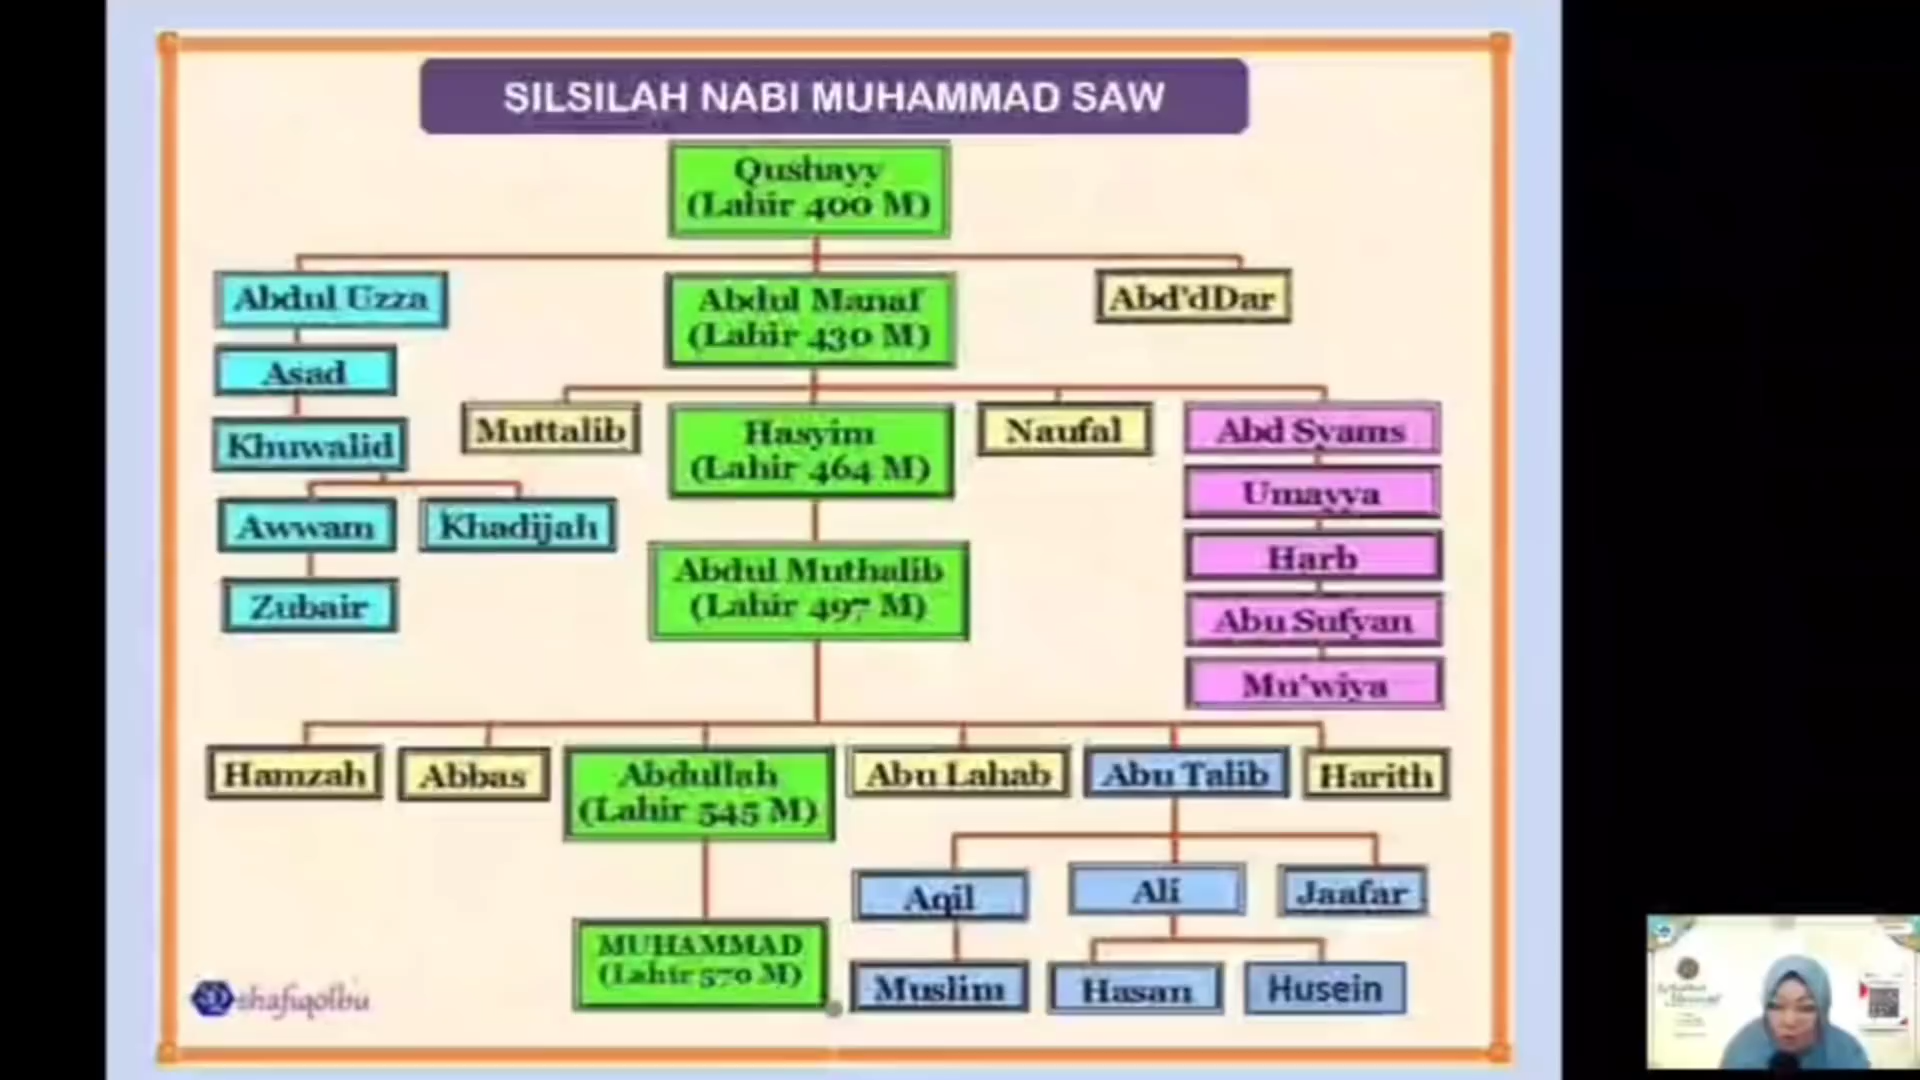 SILSILAH NABI MUHAMMAD SAW
Qushayy
(Lahir 400 M)
Abdul Uzza
Abdul Manaf
(Lahir 430 M)
Abd'dDar
Asad
Khuwalid
Muttalib
Hasyim
(Lahir 464 M)
Naufal
Abd Syams
Umayya
Awwam
Khadijah
Harb
Abdul Muthalib
(Lahir 497 M)
Zubair
Abu Sufyan
Mu'wiya
Hamzah
Abbas
Abdullah
(Lahir 545 M)
Abu Lahab
Abu Talib
Harith
Aqil
Ali
Jaafar
MUHAMMAD
(Lahir 570 M)
Muslim
Hasan
Husein
shafiqolbu